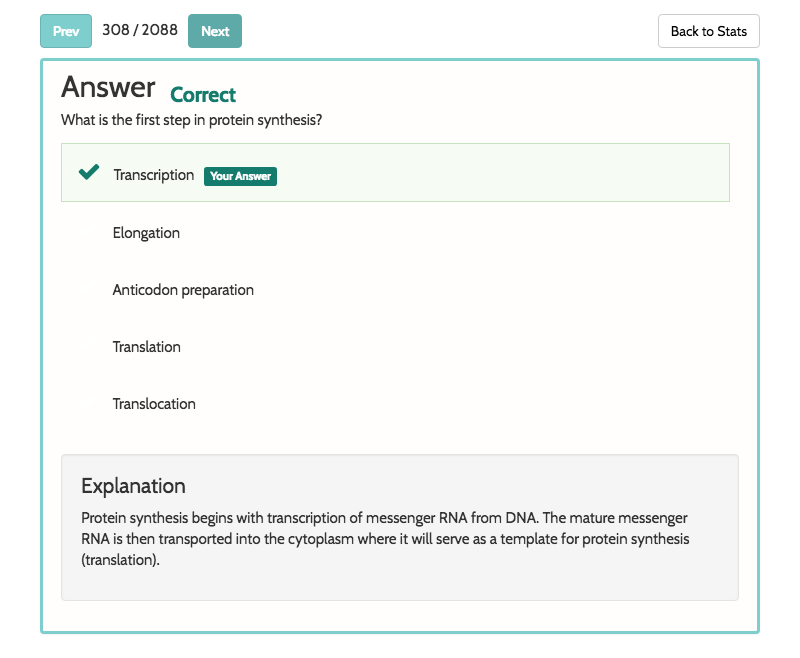 Prev 308 / 2088 Next Back to Stats
Answer Correct
What is the first step in protein synthesis?
Transcription Your Answer
Elongation
Anticodon preparation
Translation
Translocation
Explanation
Protein synthesis begins with transcription of messenger RNA from DNA. The mature messenger
RNA is then transported into the cytoplasm where it will serve as a template for protein synthesis
(translation).